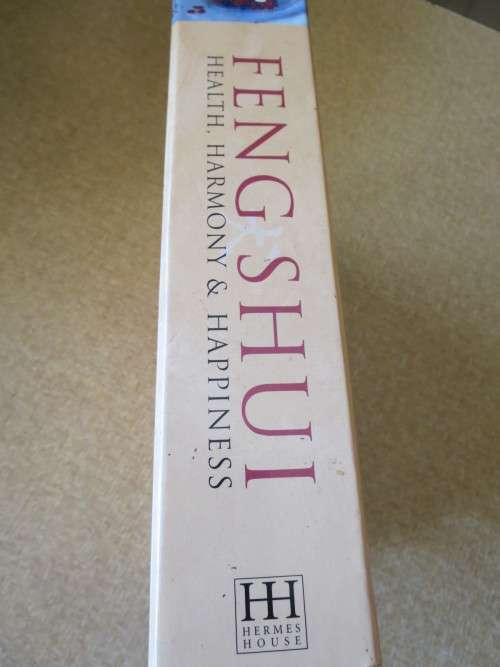 FENG SHUI
HEALTH, HARMONY & HAPPINESS
HH
HERMES
HOUSE